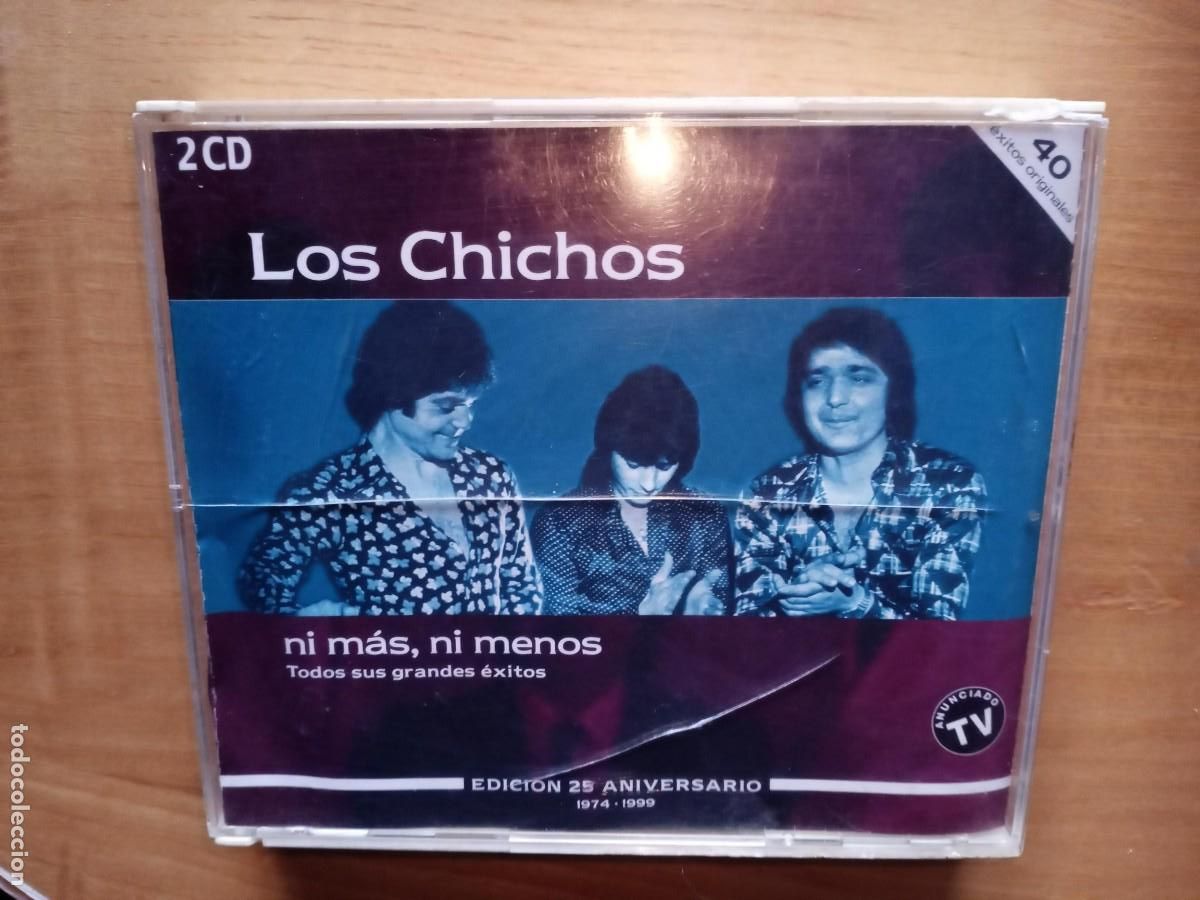 2CD
40
éxitos originales
Los Chichos
ni más, ni menos
Todos sus grandes éxitos
ANUNCIADO
TV
EDICION 25 ANIVERSARIO
1974 · 1999
todocoleccion